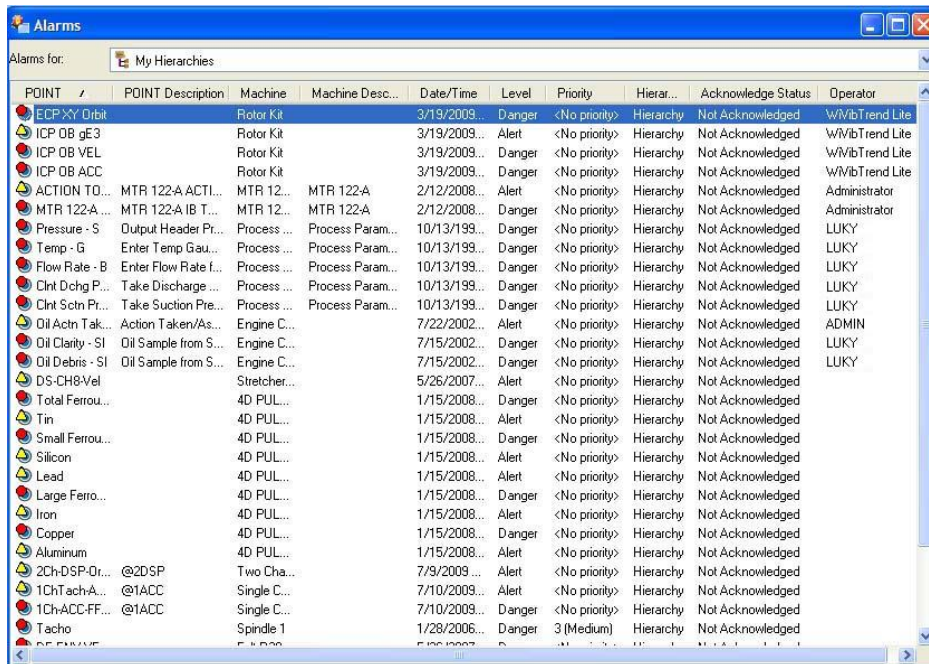 Alarms
Alarms for: My Hierarchies
POINT POINT Description Machine Machine Desc... Date/Time Level Priority Hierar... Acknowledge Status Operator
ECP XY Orbit Rotor Kit 3/19/2009... Danger <No priority> Hierarchy Not Acknowledged WiVibTrend Lite
ICP OB gE3 Rotor Kit 3/19/2009... Alert <No priority> Hierarchy Not Acknowledged WiVibTrend Lite
ICP OB VEL Rotor Kit 3/19/2009... Danger <No priority> Hierarchy Not Acknowledged WiVibTrend Lite
ICP OB ACC Rotor Kit 3/19/2009... Danger <No priority> Hierarchy Not Acknowledged WiVibTrend Lite
ACTION TO... MTR 122-A ACTI... MTR 12... MTR 122-A 2/12/2008... Alert <No priority> Hierarchy Not Acknowledged Administrator
MTR 122-A ... MTR 122-A IB T... MTR 12... MTR 122-A 2/12/2008... Danger <No priority> Hierarchy Not Acknowledged Administrator
Pressure - S Output Header Pr... Process ... Process Param... 10/13/199... Danger <No priority> Hierarchy Not Acknowledged LUKY
Temp - G Enter Temp Gau... Process ... Process Param... 10/13/199... Danger <No priority> Hierarchy Not Acknowledged LUKY
Flow Rate - B Enter Flow Rate f... Process ... Process Param... 10/13/199... Danger <No priority> Hierarchy Not Acknowledged LUKY
Clnt Dchg P... Take Discharge ... Process ... Process Param... 10/13/199... Danger <No priority> Hierarchy Not Acknowledged LUKY
Clnt Sctn Pr... Take Suction Pre... Process ... Process Param... 10/13/199... Danger <No priority> Hierarchy Not Acknowledged LUKY
Oil Actn Tak... Action Taken/As... Engine C... 7/22/2002... Alert <No priority> Hierarchy Not Acknowledged ADMIN
Oil Clarity - SI Oil Sample from S... Engine C... 7/15/2002... Danger <No priority> Hierarchy Not Acknowledged LUKY
Oil Debris - SI Oil Sample from S... Engine C... 7/15/2002... Danger <No priority> Hierarchy Not Acknowledged LUKY
DS-CH8-Vel Stretcher... 5/26/2007... Alert <No priority> Hierarchy Not Acknowledged
Total Ferrou... 4D PUL... 1/15/2008... Danger <No priority> Hierarchy Not Acknowledged
Tin 4D PUL... 1/15/2008... Alert <No priority> Hierarchy Not Acknowledged
Small Ferrou... 4D PUL... 1/15/2008... Danger <No priority> Hierarchy Not Acknowledged
Silicon 4D PUL... 1/15/2008... Alert <No priority> Hierarchy Not Acknowledged
Lead 4D PUL... 1/15/2008... Alert <No priority> Hierarchy Not Acknowledged
Large Ferro... 4D PUL... 1/15/2008... Danger <No priority> Hierarchy Not Acknowledged
Iron 4D PUL... 1/15/2008... Alert <No priority> Hierarchy Not Acknowledged
Copper 4D PUL... 1/15/2008... Danger <No priority> Hierarchy Not Acknowledged
Aluminum 4D PUL... 1/15/2008... Alert <No priority> Hierarchy Not Acknowledged
2Ch-DSP-Or... @2DSP Two Cha... 7/9/2009 ... Alert <No priority> Hierarchy Not Acknowledged
1ChTach-A... @1ACC Single C... 7/10/2009... Alert <No priority> Hierarchy Not Acknowledged
1Ch-ACC-FF... @1ACC Single C... 7/10/2009... Danger <No priority> Hierarchy Not Acknowledged
Tacho Spindle 1 1/28/2006... Danger 3 (Medium) Hierarchy Not Acknowledged